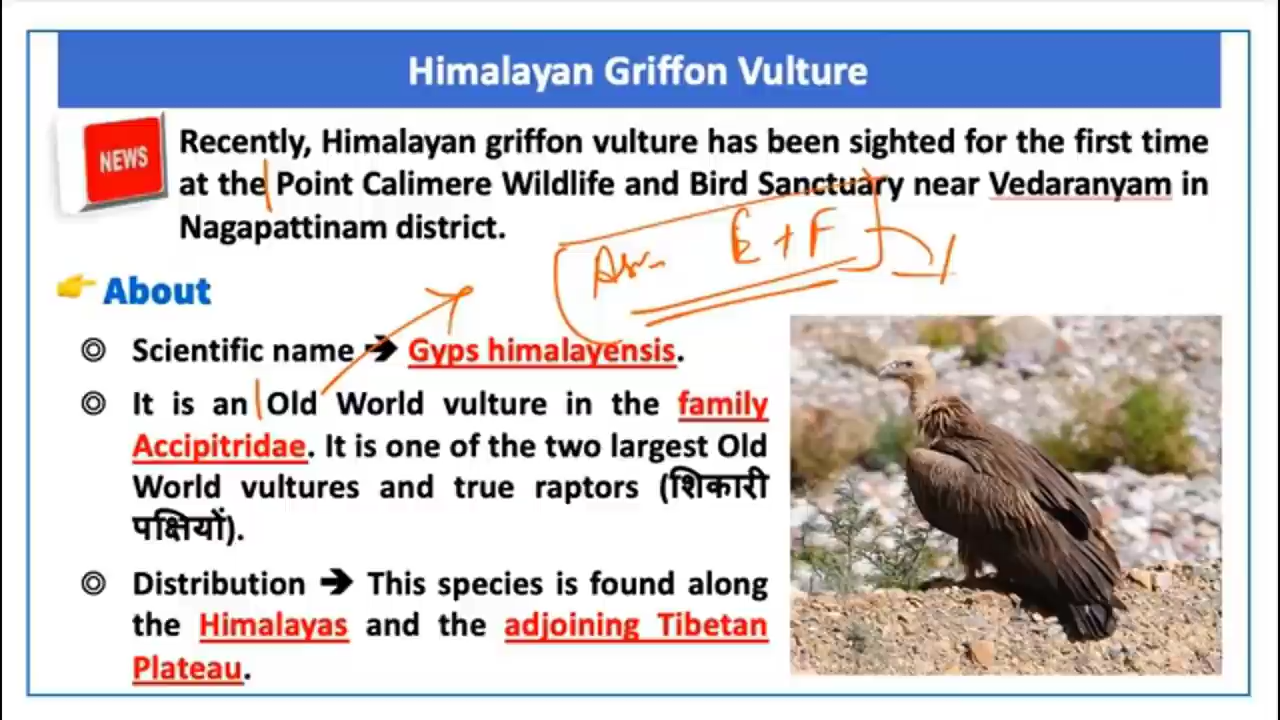 Himalayan Griffon Vulture
NEWS
Recently, Himalayan griffon vulture has been sighted for the first time
at the Point Calimere Wildlife and Bird Sanctuary near Vedaranyam in
Nagapattinam district.
E + F
👉 About
◎ Scientific name ➔ Gyps himalayensis.
◎ It is an Old World vulture in the family
Accipitridae. It is one of the two largest Old
World vultures and true raptors (शिकारी
पक्षियों).
◎ Distribution ➔ This species is found along
the Himalayas and the adjoining Tibetan
Plateau.